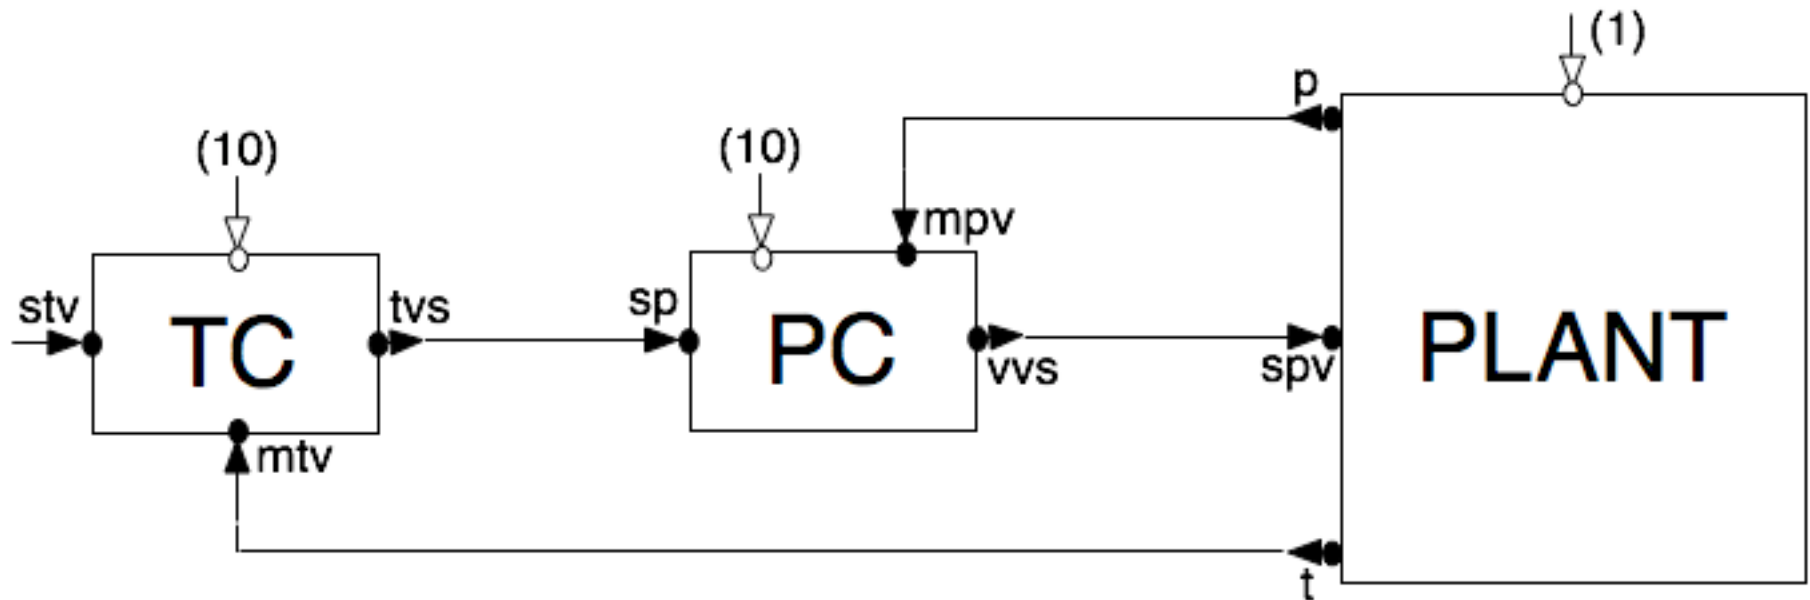 (1)
p
(10)
(10)
mpv
stv
tvs
sp
TC
PC
PLANT
vvs
spv
mtv
t